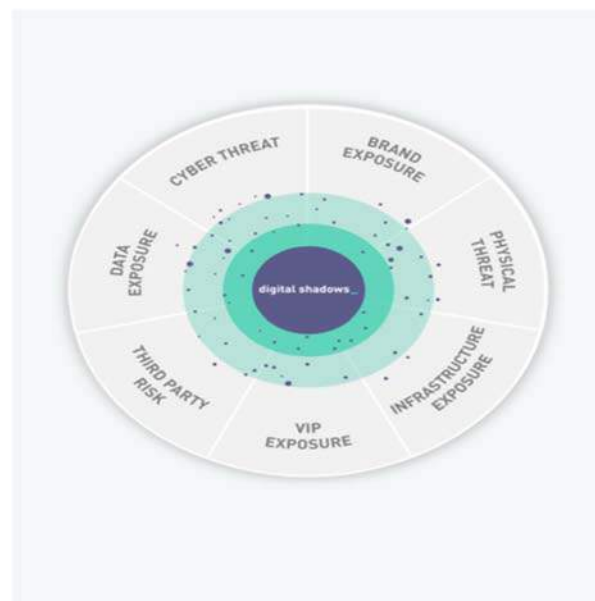 CYBER THREAT
BRAND
EXPOSURE
PHYSICAL
THREAT
INFRASTRUCTURE
EXPOSURE
VIP
EXPOSURE
THIRD PARTY
RISK
DATA
EXPOSURE
digital shadows_